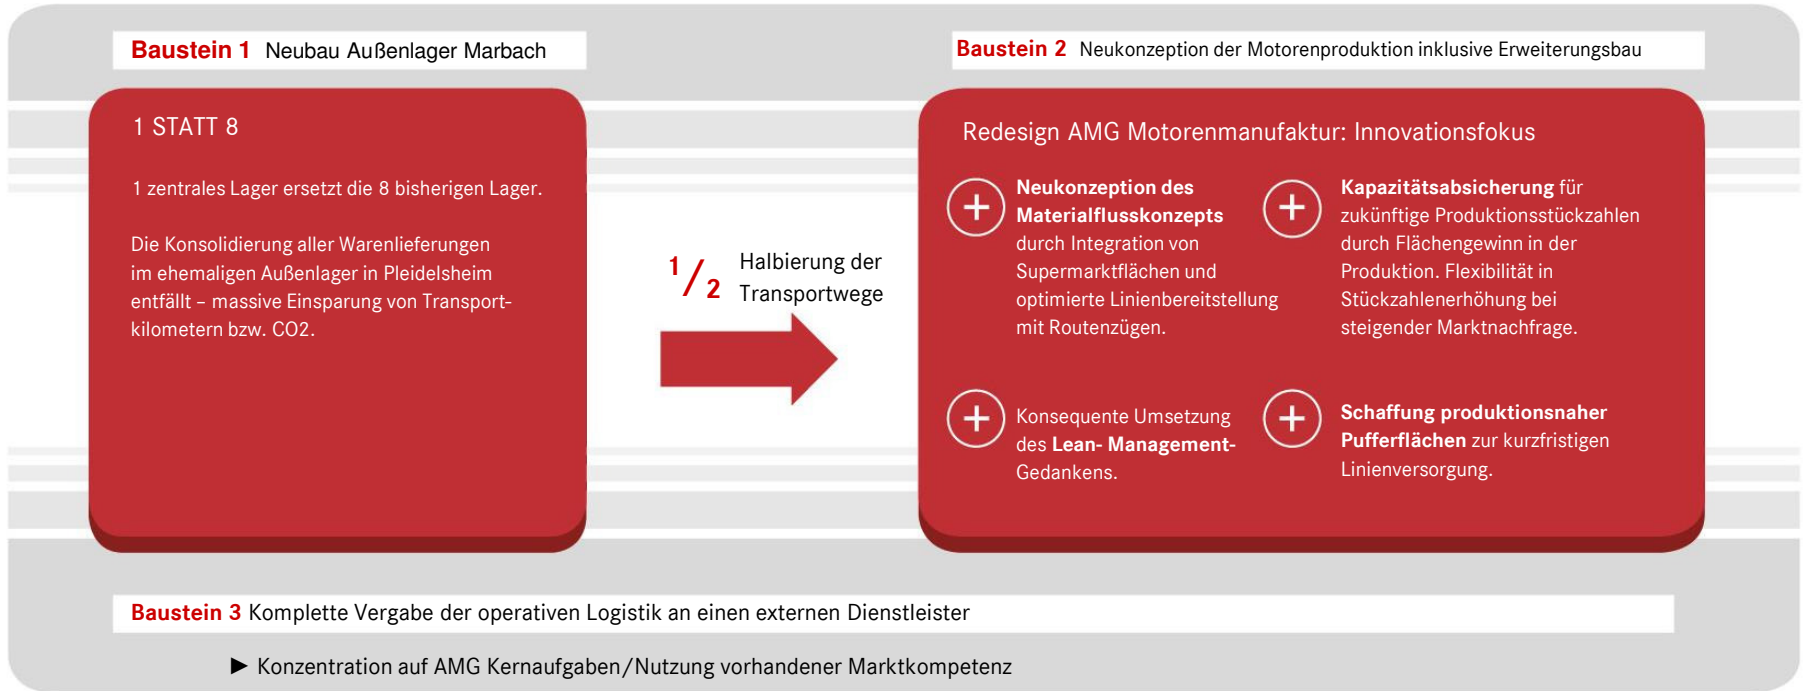 Baustein 1 Neubau Außenlager Marbach
1 STATT 8
1 zentrales Lager ersetzt die 8 bisherigen Lager.
Die Konsolidierung aller Warenlieferungen
im ehemaligen Außenlager in Pleidelsheim
entfällt – massive Einsparung von Transport-
kilometern bzw. CO2.
1/2
Halbierung der
Transportwege
Baustein 2 Neukonzeption der Motorenproduktion inklusive Erweiterungsbau
Redesign AMG Motorenmanufaktur: Innovationsfokus
Neukonzeption des
Materialflusskonzepts
durch Integration von
Supermarktflächen und
optimierte Linienbereitstellung
mit Routenzügen.
Kapazitätsabsicherung für
zukünftige Produktionsstückzahlen
durch Flächengewinn in der
Produktion. Flexibilität in
Stückzahlenerhöhung bei
steigender Marktnachfrage.
Konsequente Umsetzung
des Lean- Management-
Gedankens.
Schaffung produktionsnaher
Pufferflächen zur kurzfristigen
Linienversorgung.
Baustein 3 Komplette Vergabe der operativen Logistik an einen externen Dienstleister
► Konzentration auf AMG Kernaufgaben/Nutzung vorhandener Marktkompetenz